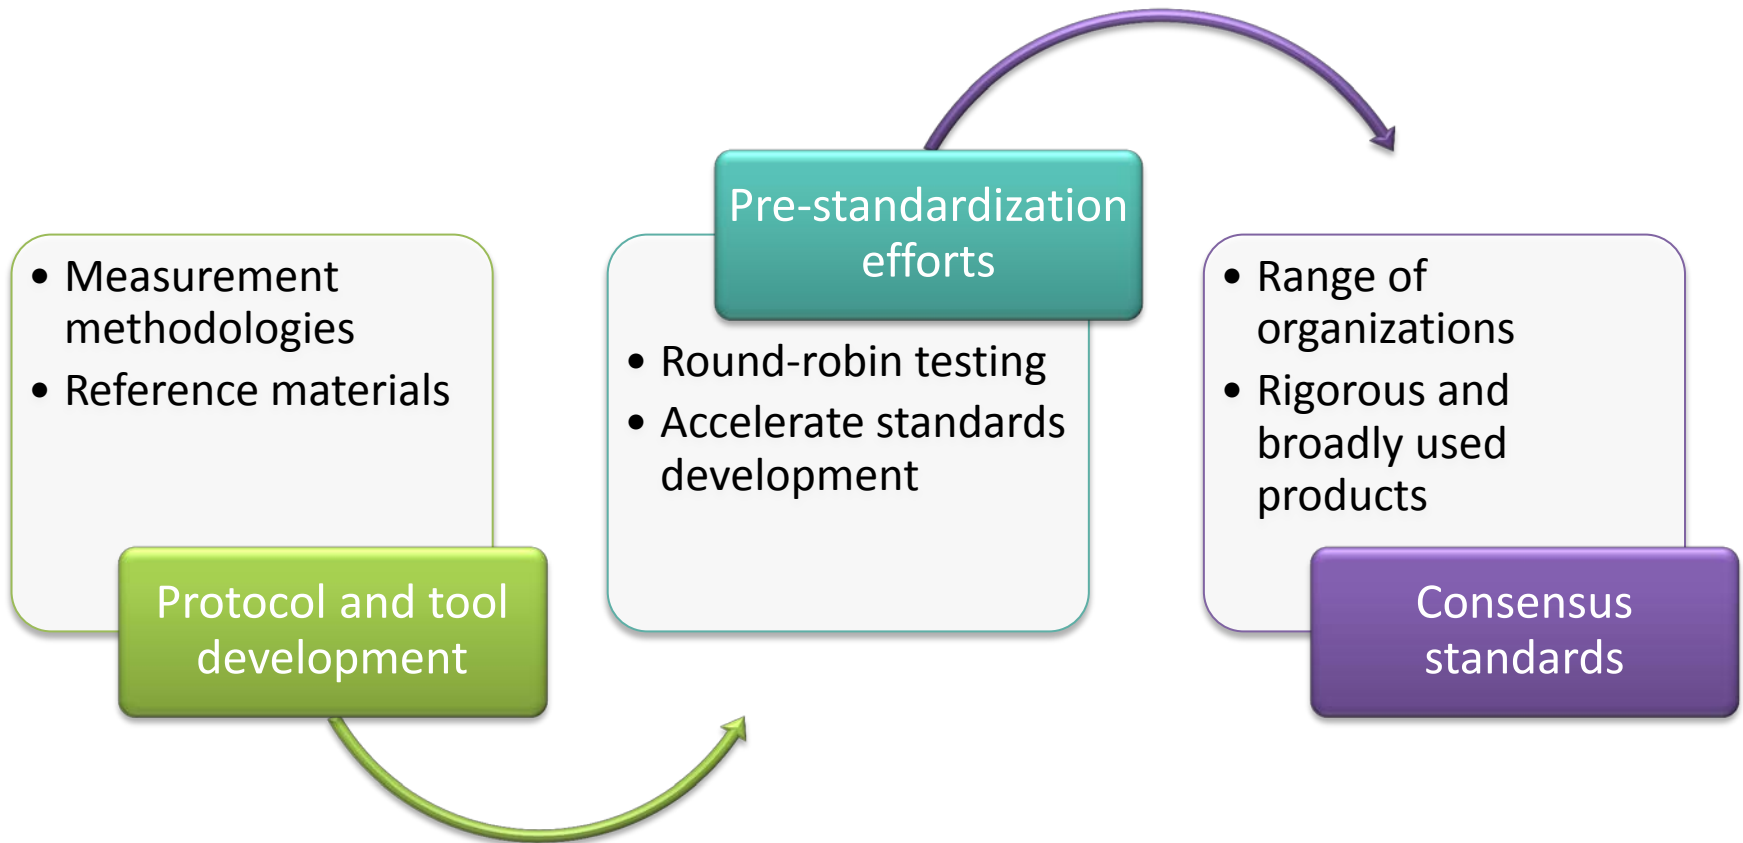 • Measurement
methodologies
• Reference materials
Protocol and tool
development
Pre-standardization
efforts
• Round-robin testing
• Accelerate standards
development
• Range of
organizations
• Rigorous and
broadly used
products
Consensus
standards